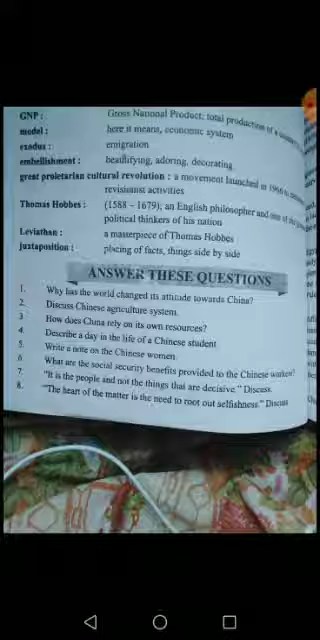 GNP : Gross National Product; total production of a
model : here it means, economic system
exodus : emigration
embellishment : beautifying, adoring, decorating
great proletarian cultural revolution : a movement launched in 1966 to
revisionist activities
Thomas Hobbes : (1588 – 1679); an English philosopher and one of the
political thinkers of his nation
Leviathan : a masterpiece of Thomas Hobbes
juxtaposition : placing of facts, things side by side
ANSWER THESE QUESTIONS
1. Why has the world changed its attitude towards China?
2. Discuss Chinese agriculture system.
3 How does China rely on its own resources?
4. Describe a day in the life of a Chinese student
5. Write a note on the Chinese women.
6 What are the social security benefits provided to the Chinese worker?
7. "It is the people and not the things that are decisive." Discuss.
8. "The heart of the matter is the need to root out selfishness." Discuss